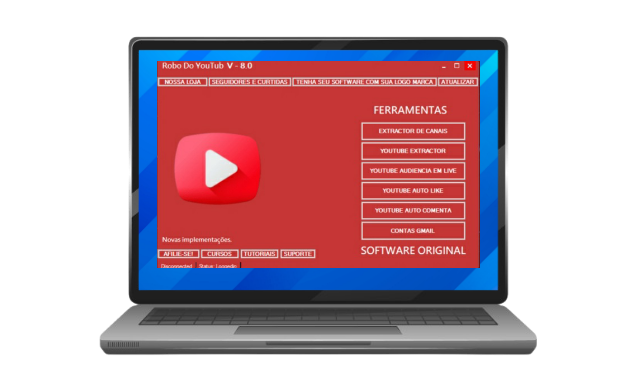 Robo Do YouTub V - 8.0
NOSSA LOJA SEGUIDORES E CURTIDAS TENHA SEU SOFTWARE COM SUA LOGO MARCA ATUALIZAR
FERRAMENTAS
EXTRACTOR DE CANAIS
YOUTUBE EXTRACTOR
YOUTUBE AUDIENCIA EM LIVE
YOUTUBE AUTO LIKE
YOUTUBE AUTO COMENTA
CONTAS GMAIL
Novas implementações.
AFILIE-SE! CURSOS TUTORIAIS SUPORTE
SOFTWARE ORIGINAL
Disconnected Status